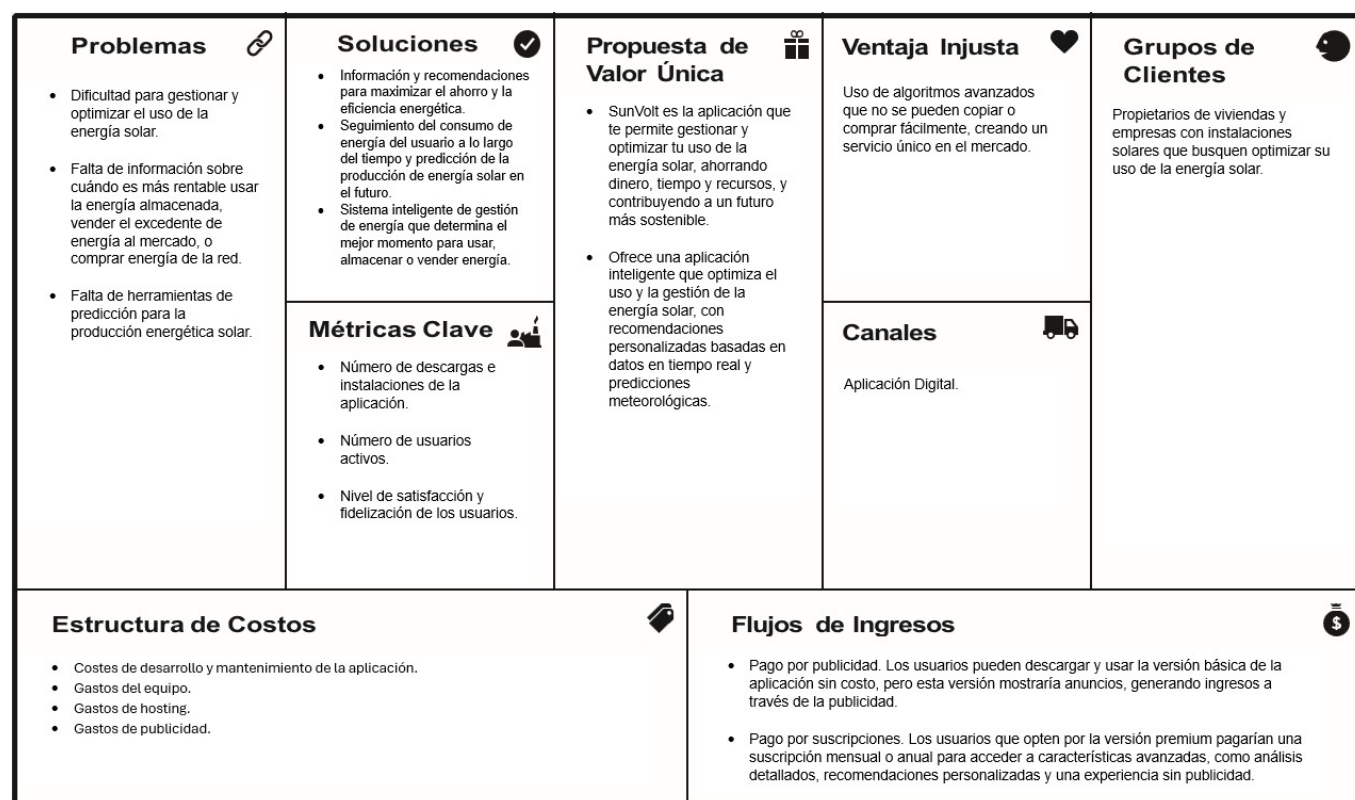 Problemas
• Dificultad para gestionar y
optimizar el uso de la
energía solar.
• Falta de información sobre
cuándo es más rentable usar
la energía almacenada,
vender el excedente de
energía al mercado, o
comprar energía de la red.
• Falta de herramientas de
predicción para la
producción energética solar.
Soluciones
• Información y recomendaciones
para maximizar el ahorro y la
eficiencia energética.
• Seguimiento del consumo de
energía del usuario a lo largo
del tiempo y predicción de la
producción de energía solar en
el futuro.
• Sistema inteligente de gestión
de energía que determina el
mejor momento para usar,
almacenar o vender energía.
Métricas Clave
• Número de descargas e
instalaciones de la
aplicación.
• Número de usuarios
activos.
• Nivel de satisfacción y
fidelización de los usuarios.
Propuesta de
Valor Única
• SunVolt es la aplicación que
te permite gestionar y
optimizar tu uso de la
energía solar, ahorrando
dinero, tiempo y recursos, y
contribuyendo a un futuro
más sostenible.
• Ofrece una aplicación
inteligente que optimiza el
uso y la gestión de la
energía solar, con
recomendaciones
personalizadas basadas en
datos en tiempo real y
predicciones
meteorológicas.
Ventaja Injusta
Uso de algoritmos avanzados
que no se pueden copiar o
comprar fácilmente, creando un
servicio único en el mercado.
Canales
Aplicación Digital.
Grupos de
Clientes
Propietarios de viviendas y
empresas con instalaciones
solares que busquen optimizar su
uso de la energía solar.
Estructura de Costos
• Costes de desarrollo y mantenimiento de la aplicación.
• Gastos del equipo.
• Gastos de hosting.
• Gastos de publicidad.
Flujos de Ingresos
$
• Pago por publicidad. Los usuarios pueden descargar y usar la versión básica de la
aplicación sin costo, pero esta versión mostraría anuncios, generando ingresos a
través de la publicidad.
• Pago por suscripciones. Los usuarios que opten por la versión premium pagarían una
suscripción mensual o anual para acceder a características avanzadas, como análisis
detallados, recomendaciones personalizadas y una experiencia sin publicidad.